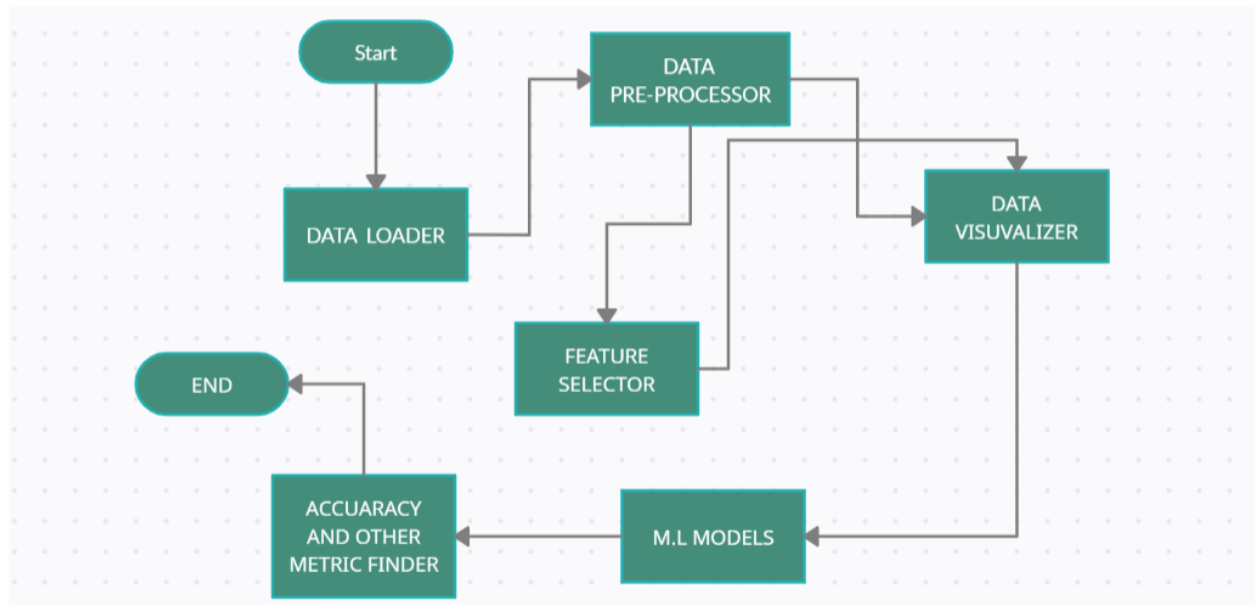 Start
DATA
PRE-PROCESSOR
DATA LOADER
DATA
VISUVALIZER
FEATURE
SELECTOR
END
ACCUARACY
AND OTHER
METRIC FINDER
M.L MODELS